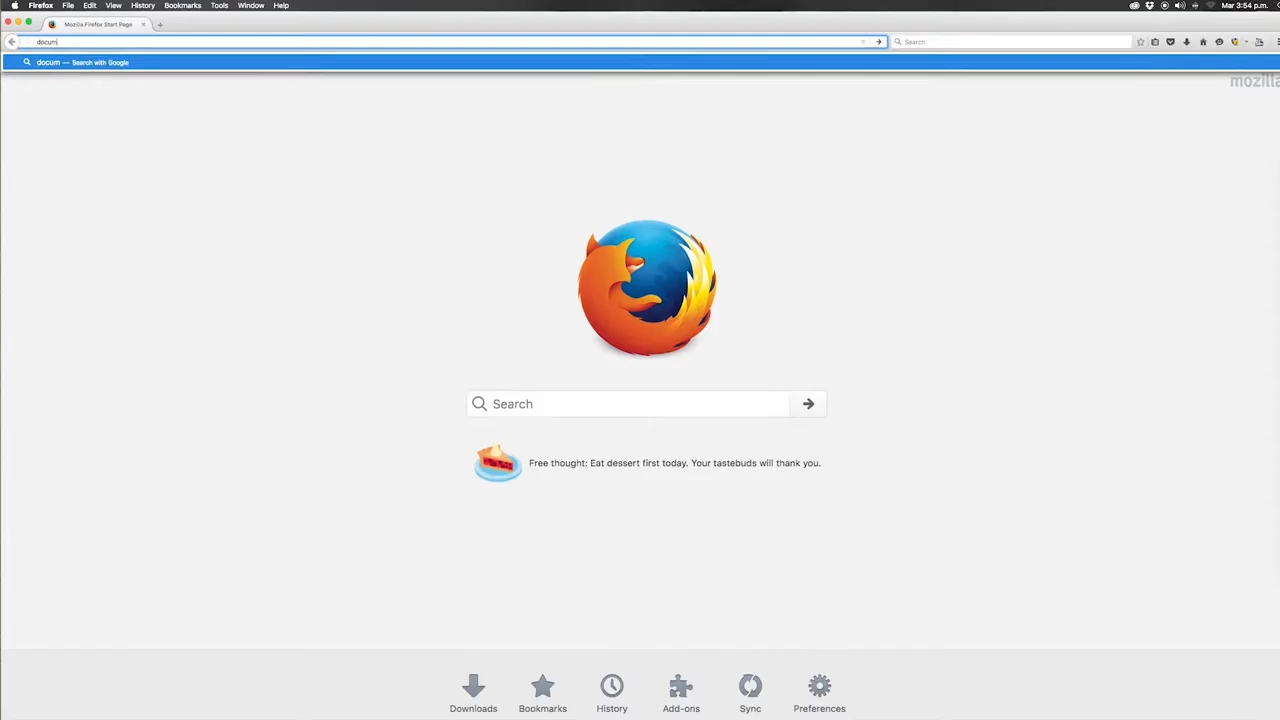 Firefox File Edit View History Bookmarks Tools Window Help
Mar 3:54 p.m.
Mozilla Firefox Start Page
docum
Search
docum — Search with Google
mozilla
Search
Free thought: Eat dessert first today. Your tastebuds will thank you.
Downloads Bookmarks History Add-ons Sync Preferences